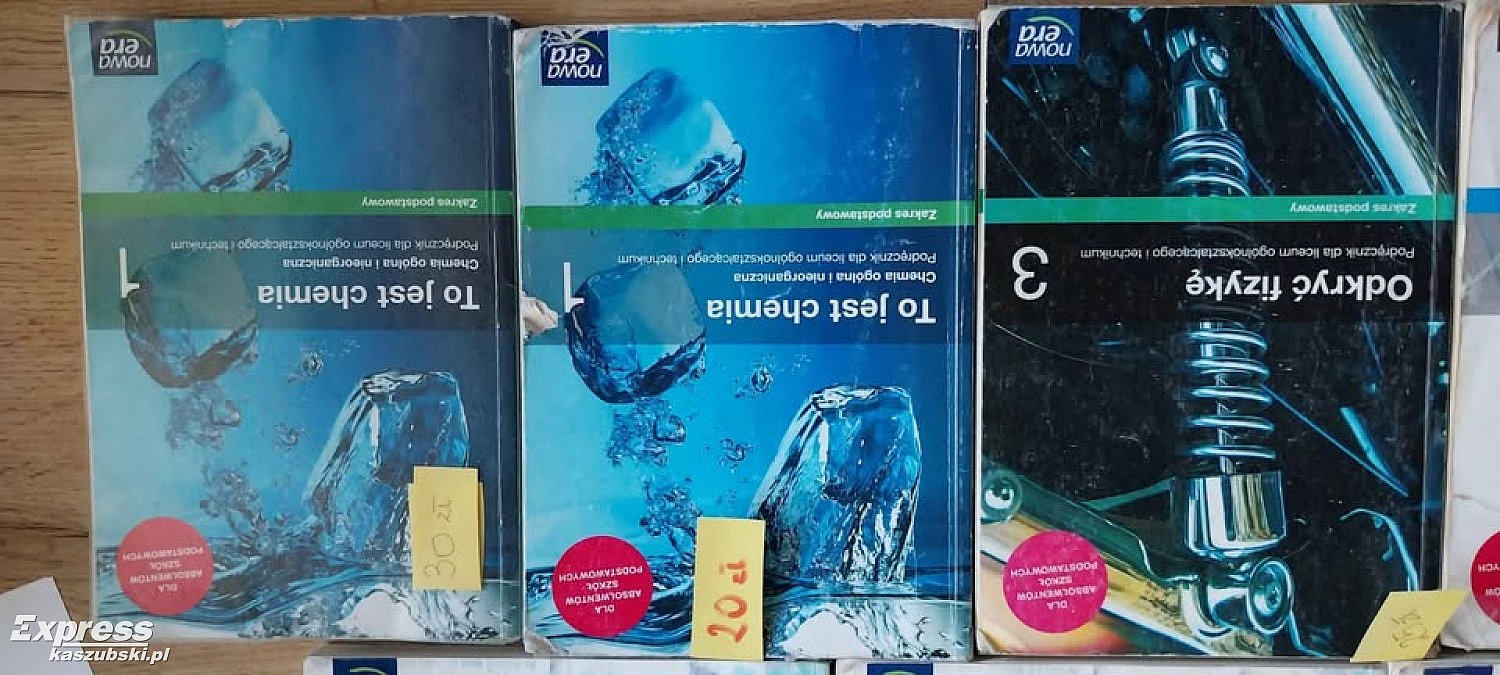 nowa
era
Zakres podstawowy
1
Podręcznik dla liceum ogólnokształcącego i technikum
Chemia ogólna i nieorganiczna
To jest chemia
30 zł
DLA
ABSOLWENTÓW
SZKÓŁ
PODSTAWOWYCH
nowa
era
Zakres podstawowy
1
Podręcznik dla liceum ogólnokształcącego i technikum
Chemia ogólna i nieorganiczna
To jest chemia
20 zł
DLA
ABSOLWENTÓW
SZKÓŁ
PODSTAWOWYCH
nowa
era
Zakres podstawowy
3
Podręcznik dla liceum ogólnokształcącego i technikum
Odkryć fizykę
DLA
ABSOLWENTÓW
SZKÓŁ
PODSTAWOWYCH
Express
kaszubski.pl
nowa
nowa